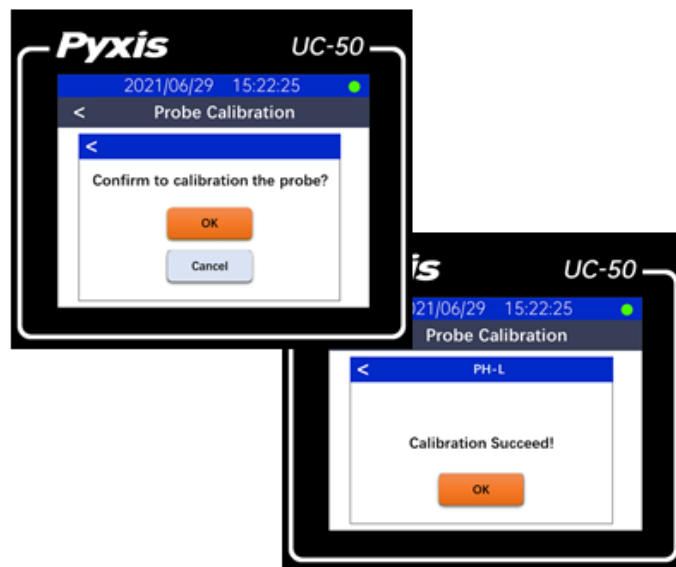 Pyxis UC-50
2021/06/29 15:22:25
< Probe Calibration
<
Confirm to calibration the probe?
OK
Cancel
is UC-50
021/06/29 15:22:25
Probe Calibration
< PH-L
Calibration Succeed!
OK